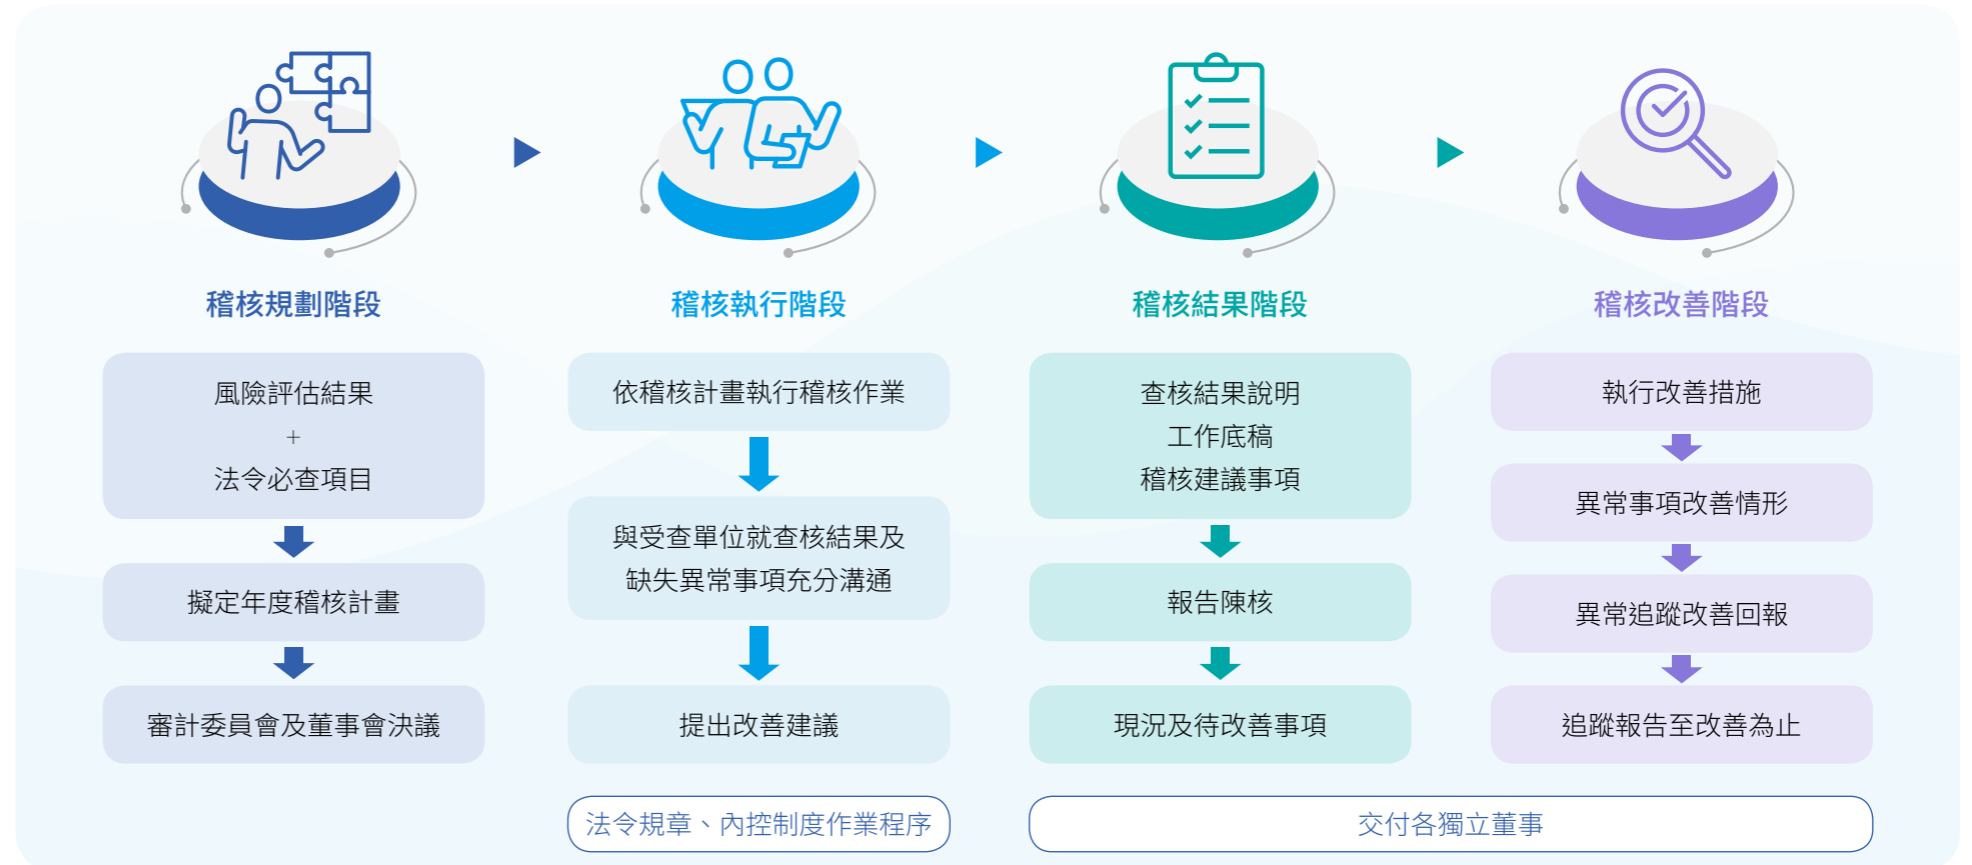 稽核規劃階段
風險評估結果
+
法令必查項目
擬定年度稽核計畫
審計委員會及董事會決議
稽核執行階段
依稽核計畫執行稽核作業
與受查單位就查核結果及
缺失異常事項充分溝通
提出改善建議
法令規章、內控制度作業程序
稽核結果階段
查核結果說明
工作底稿
稽核建議事項
報告陳核
現況及待改善事項
稽核改善階段
執行改善措施
異常事項改善情形
異常追蹤改善回報
追蹤報告至改善為止
交付各獨立董事